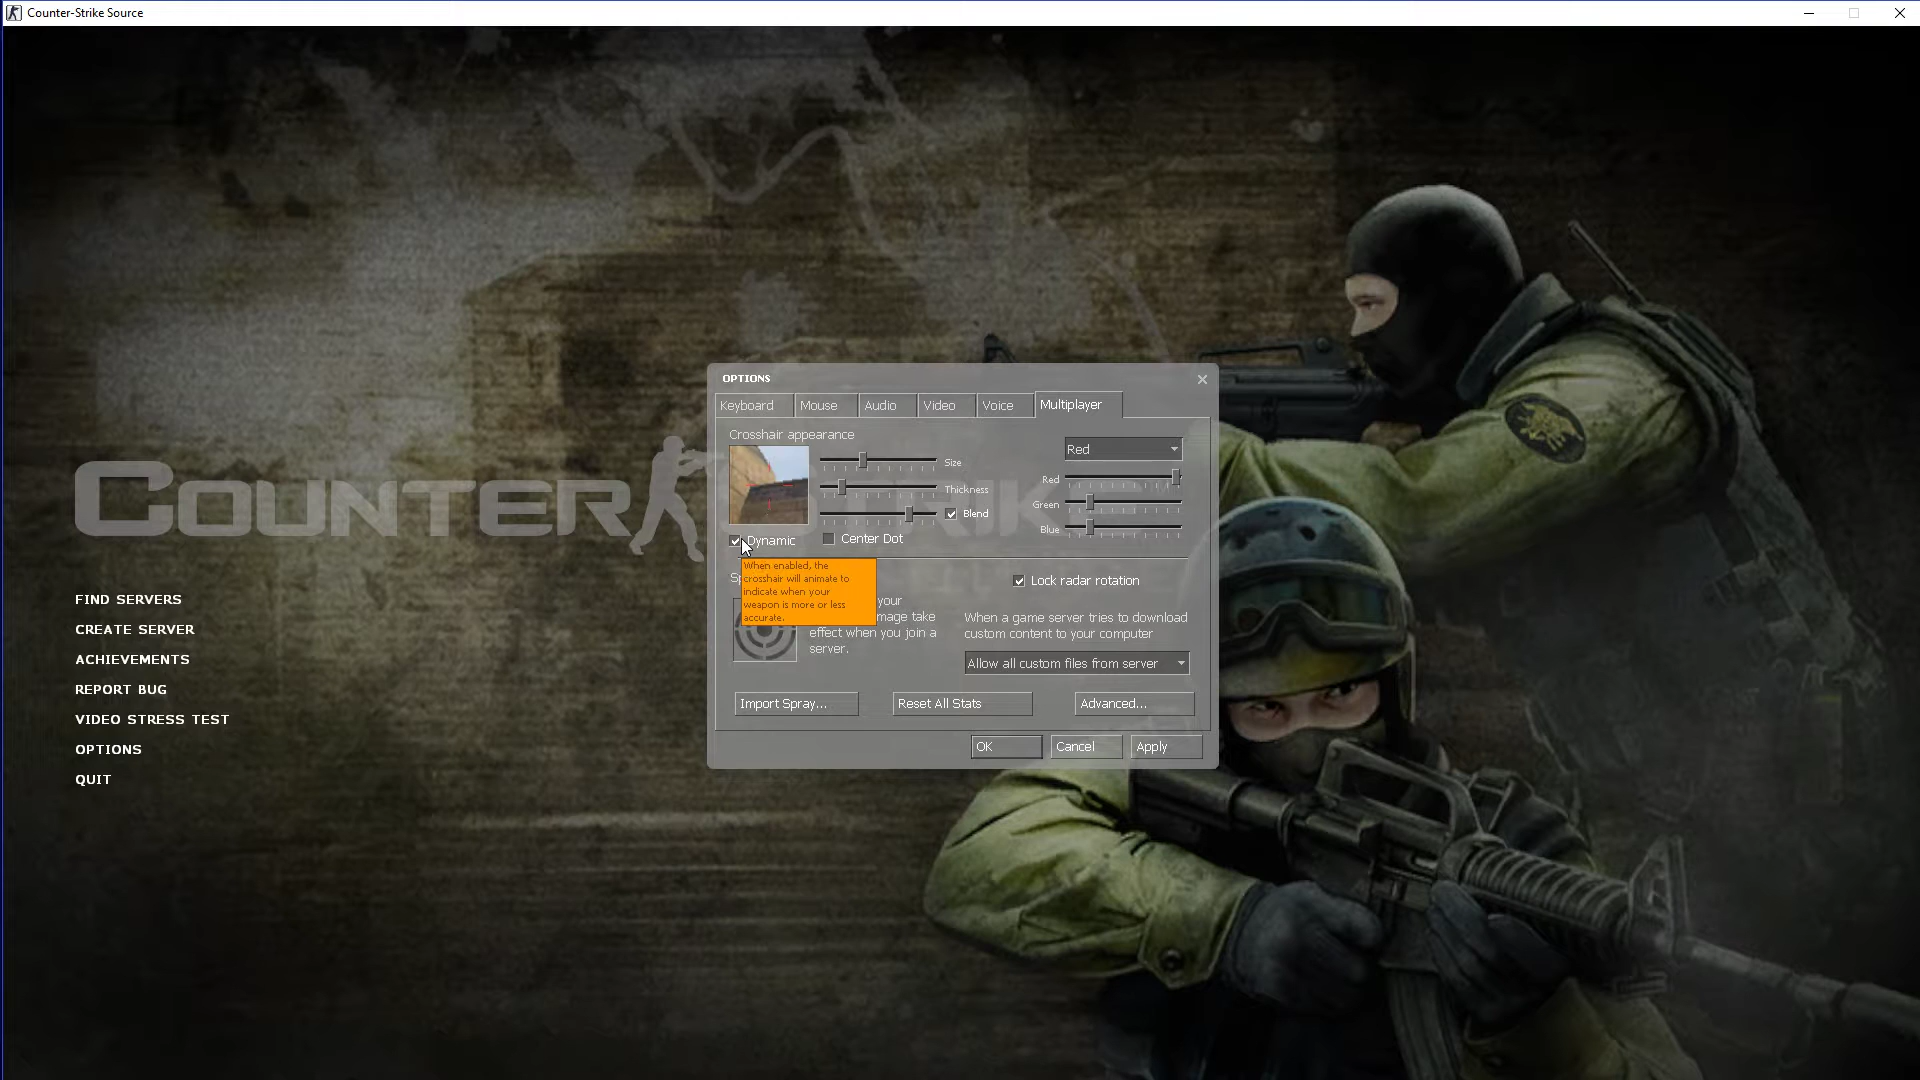 Counter-Strike Source
OPTIONS
Keyboard
Mouse
Audio
Video
Voice
Multiplayer
Crosshair appearance
Size
Thickness
Blend
Dynamic
Center Dot
Red
Red
Green
Blue
When enabled, the
crosshair will animate to
indicate when your
weapon is more or less
accurate.
your
mage take
effect when you join a
server.
Lock radar rotation
When a game server tries to download
custom content to your computer
Allow all custom files from server
Import Spray...
Reset All Stats
Advanced...
OK
Cancel
Apply
COUNTER STRIKE
FIND SERVERS
CREATE SERVER
ACHIEVEMENTS
REPORT BUG
VIDEO STRESS TEST
OPTIONS
QUIT